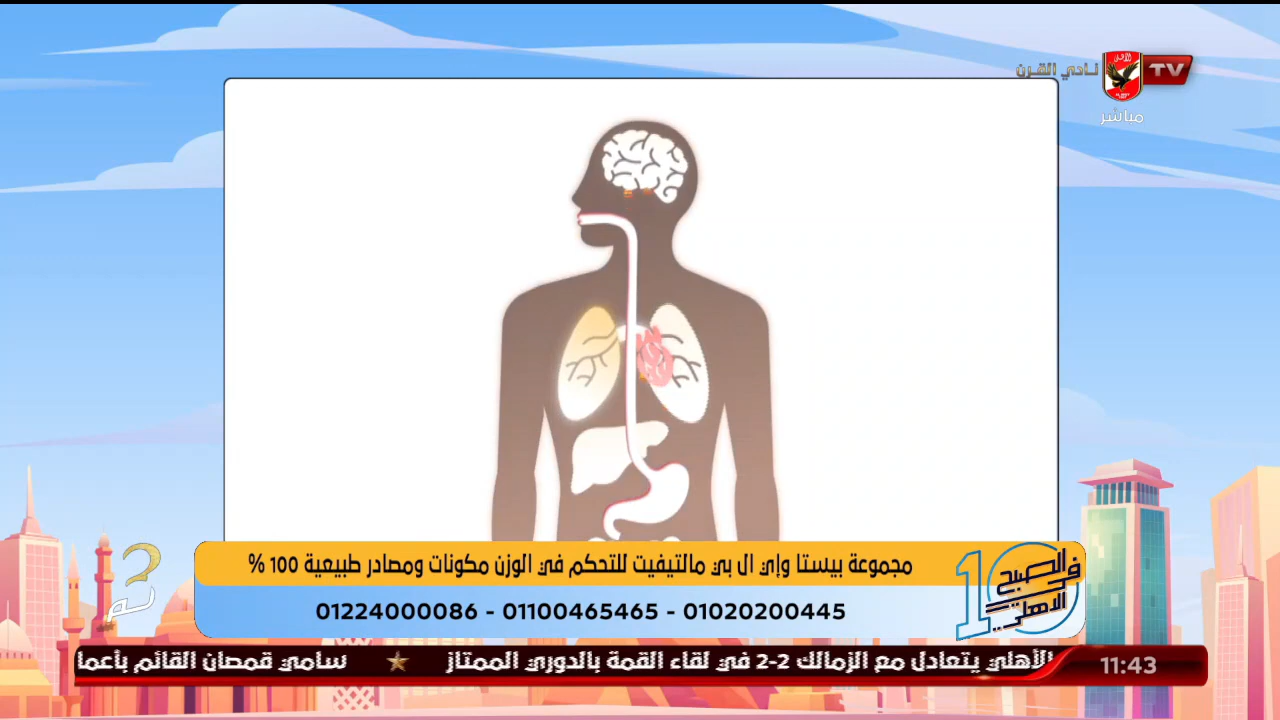 نادي القرن
TV
مباشر
مجموعة بيستا وإي ال بي مالتيفيت للتحكم في الوزن مكونات ومصادر طبيعية 100 %
01224000086 - 01100465465 - 01020200445
10 الصبح في الأهلي
الأهلي يتعادل مع الزمالك 2-2 في لقاء القمة بالدوري الممتاز ★ سامي قمصان القائم بأعما
11:43